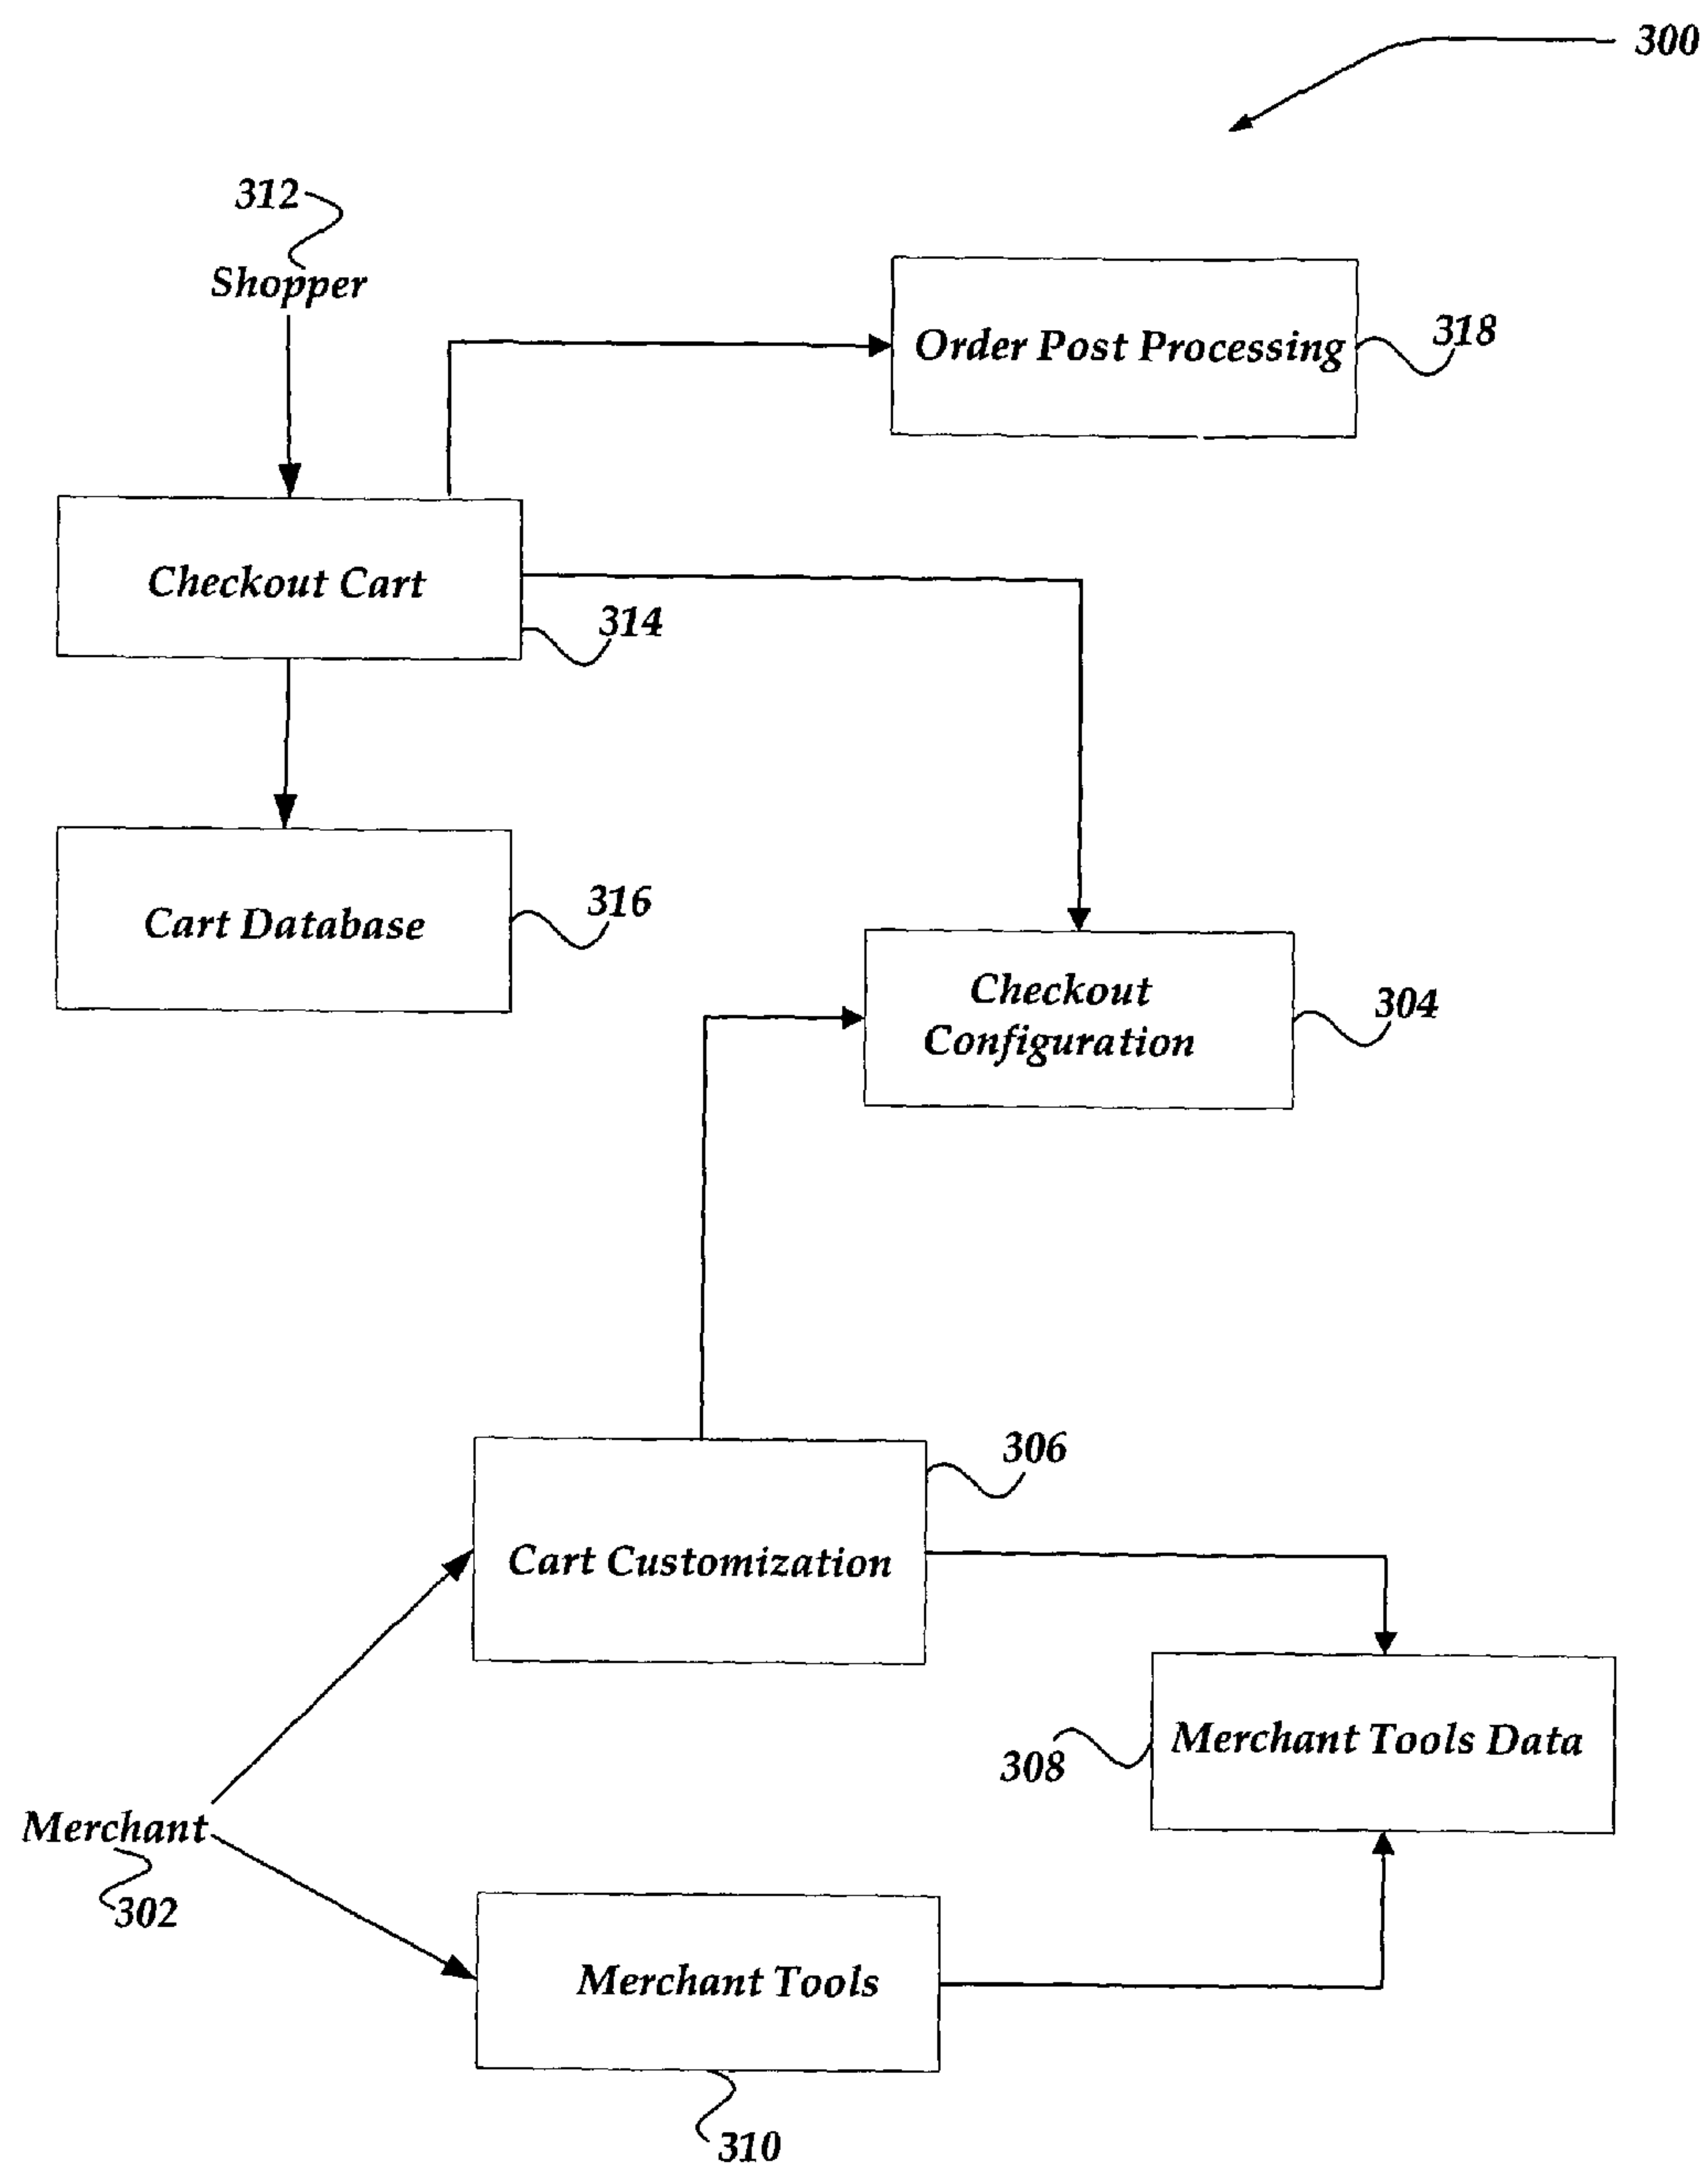 300
312
Shopper
Order Post Processing
318
Checkout Cart
314
Cart Database
316
Checkout
Configuration
304
306
Cart Customization
Merchant Tools Data
308
Merchant
302
Merchant Tools
310